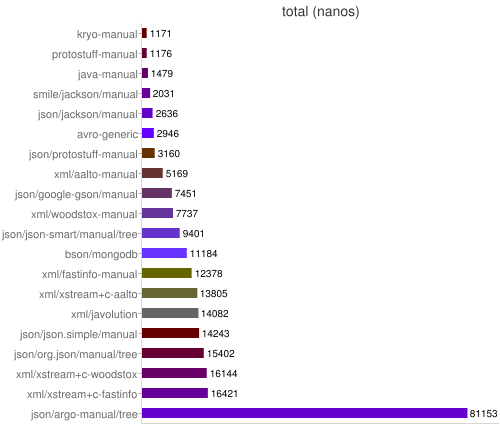 total (nanos)
kryo-manual 1171
protostuff-manual 1176
java-manual 1479
smile/jackson/manual 2031
json/jackson/manual 2636
avro-generic 2946
json/protostuff-manual 3160
xml/aalto-manual 5169
json/google-gson/manual 7451
xml/woodstox-manual 7737
json/json-smart/manual/tree 9401
bson/mongodb 11184
xml/fastinfo-manual 12378
xml/xstream+c-aalto 13805
xml/javolution 14082
json/json.simple/manual 14243
json/org.json/manual/tree 15402
xml/xstream+c-woodstox 16144
xml/xstream+c-fastinfo 16421
json/argo-manual/tree 81153